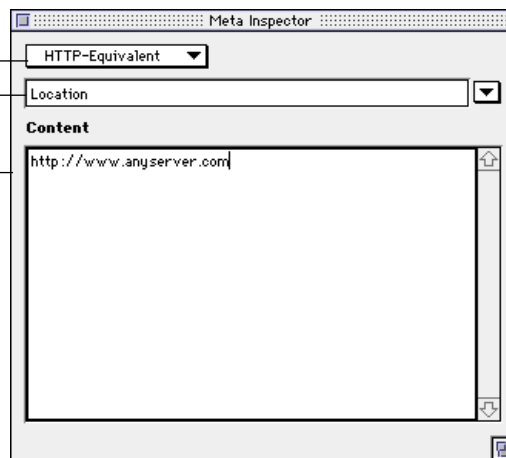 Meta Inspector
HTTP-Equivalent
Location
Content
http://www.anyserver.com